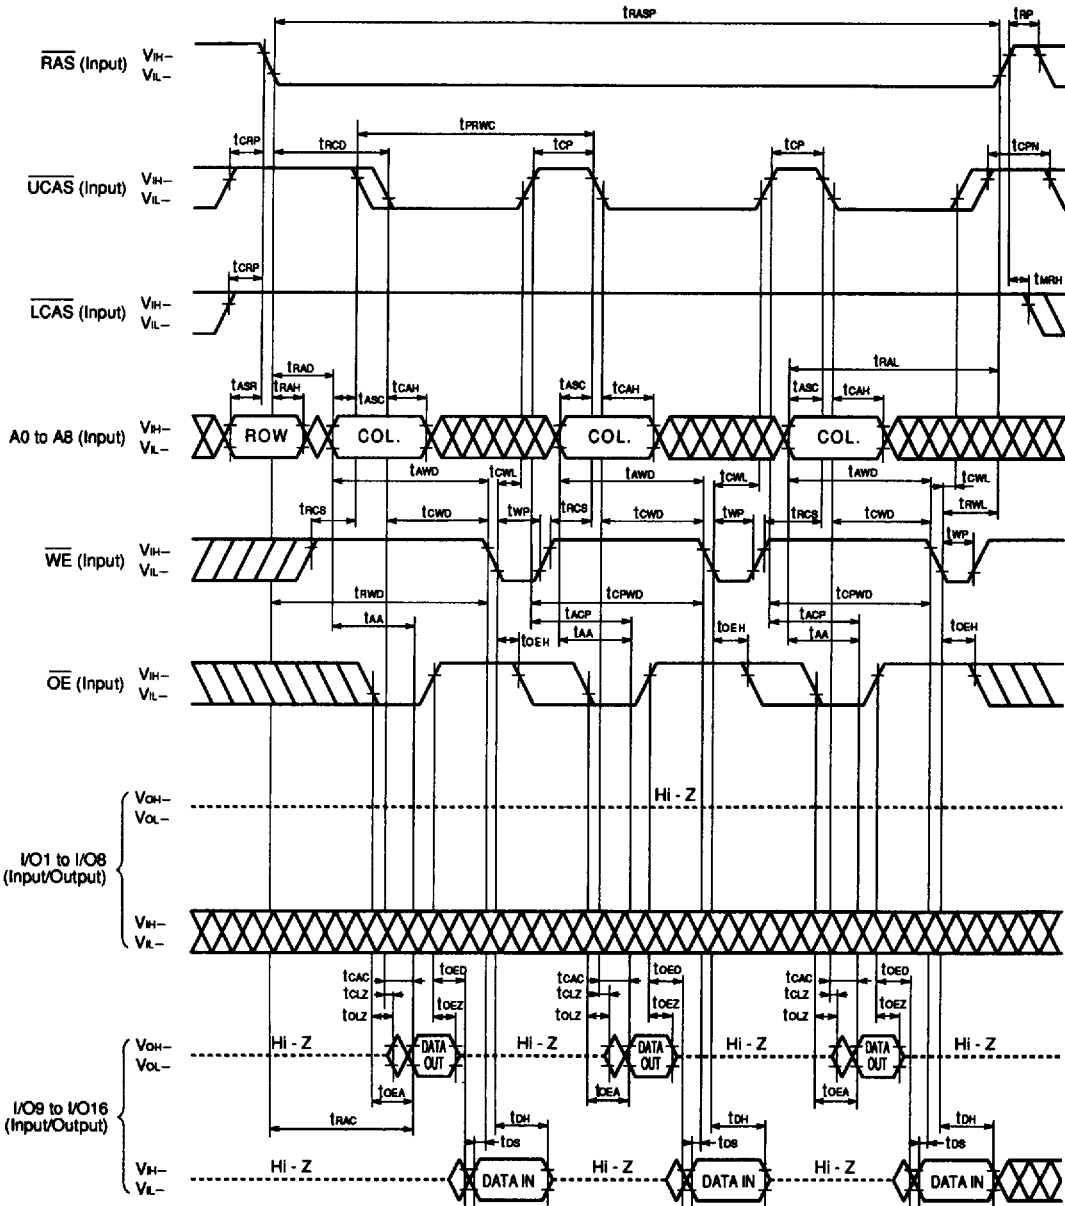 tRASP tRP
RAS (Input) VIH– VIL–
tPRWC
tCRP tRCD tCP tCP tCPN
UCAS (Input) VIH– VIL–
tCRP tMRH
LCAS (Input) VIH– VIL–
tRAD tRAL
tASR tRAH tASC tCAH tASC tCAH tASC tCAH
A0 to A8 (Input) VIH– VIL– ROW COL. COL. COL.
tAWD tCWL tAWD tCWL tAWD tCWL
tRCS tCWD tWP tRCS tCWD tWP tRCS tCWD tRWL
tWP
WE (Input) VIH– VIL–
tRWD tCPWD tCPWD
tAA tACP tACP
tOEH tAA tOEH tAA tOEH
OE (Input) VIH– VIL–
VOH– VOL– Hi - Z
I/O1 to I/O8
(Input/Output)
VIH– VIL–
tCAC tOED tCAC tOED tCAC tOED
tCLZ tCLZ tCLZ
tOLZ tOEZ tOLZ tOEZ tOLZ tOEZ
VOH– VOL– Hi - Z DATA OUT Hi - Z DATA OUT Hi - Z DATA OUT Hi - Z
tOEA tOEA tOEA
I/O9 to I/O16
(Input/Output)
tRAC tDH tDH tDH
tDS tDS tDS
VIH– VIL– Hi - Z DATA IN Hi - Z DATA IN Hi - Z DATA IN